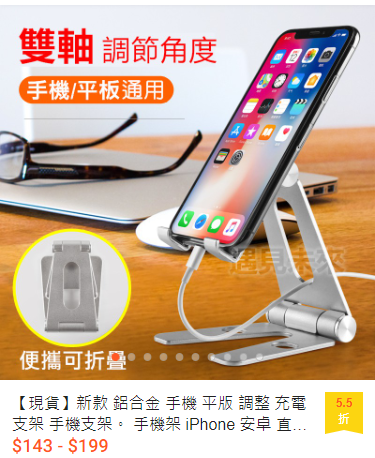 雙軸 調節角度
手機/平板通用
便攜可折疊
【現貨】新款 鋁合金 手機 平版 調整 充電
支架 手機支架。 手機架 iPhone 安卓 直...
5.5
折
$143 - $199